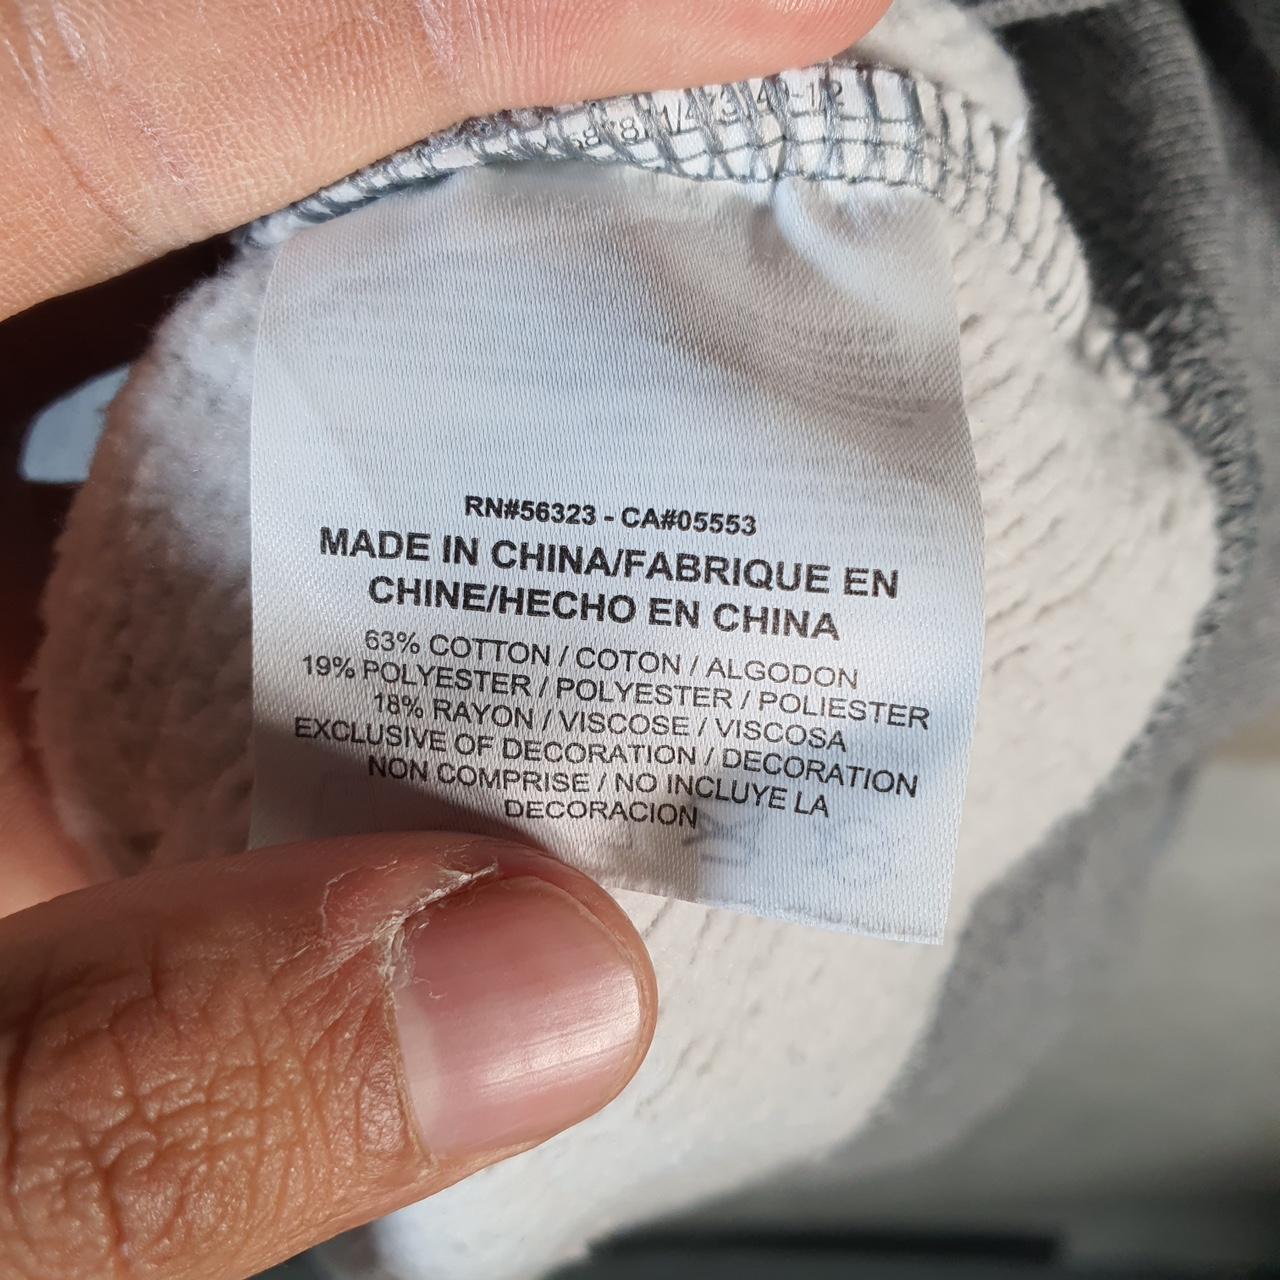 RN#56323 - CA#05553
MADE IN CHINA/FABRIQUE EN
CHINE/HECHO EN CHINA
63% COTTON / COTON / ALGODON
19% POLYESTER / POLYESTER / POLIESTER
18% RAYON / VISCOSE / VISCOSA
EXCLUSIVE OF DECORATION / DECORATION
NON COMPRISE / NO INCLUYE LA
DECORACION